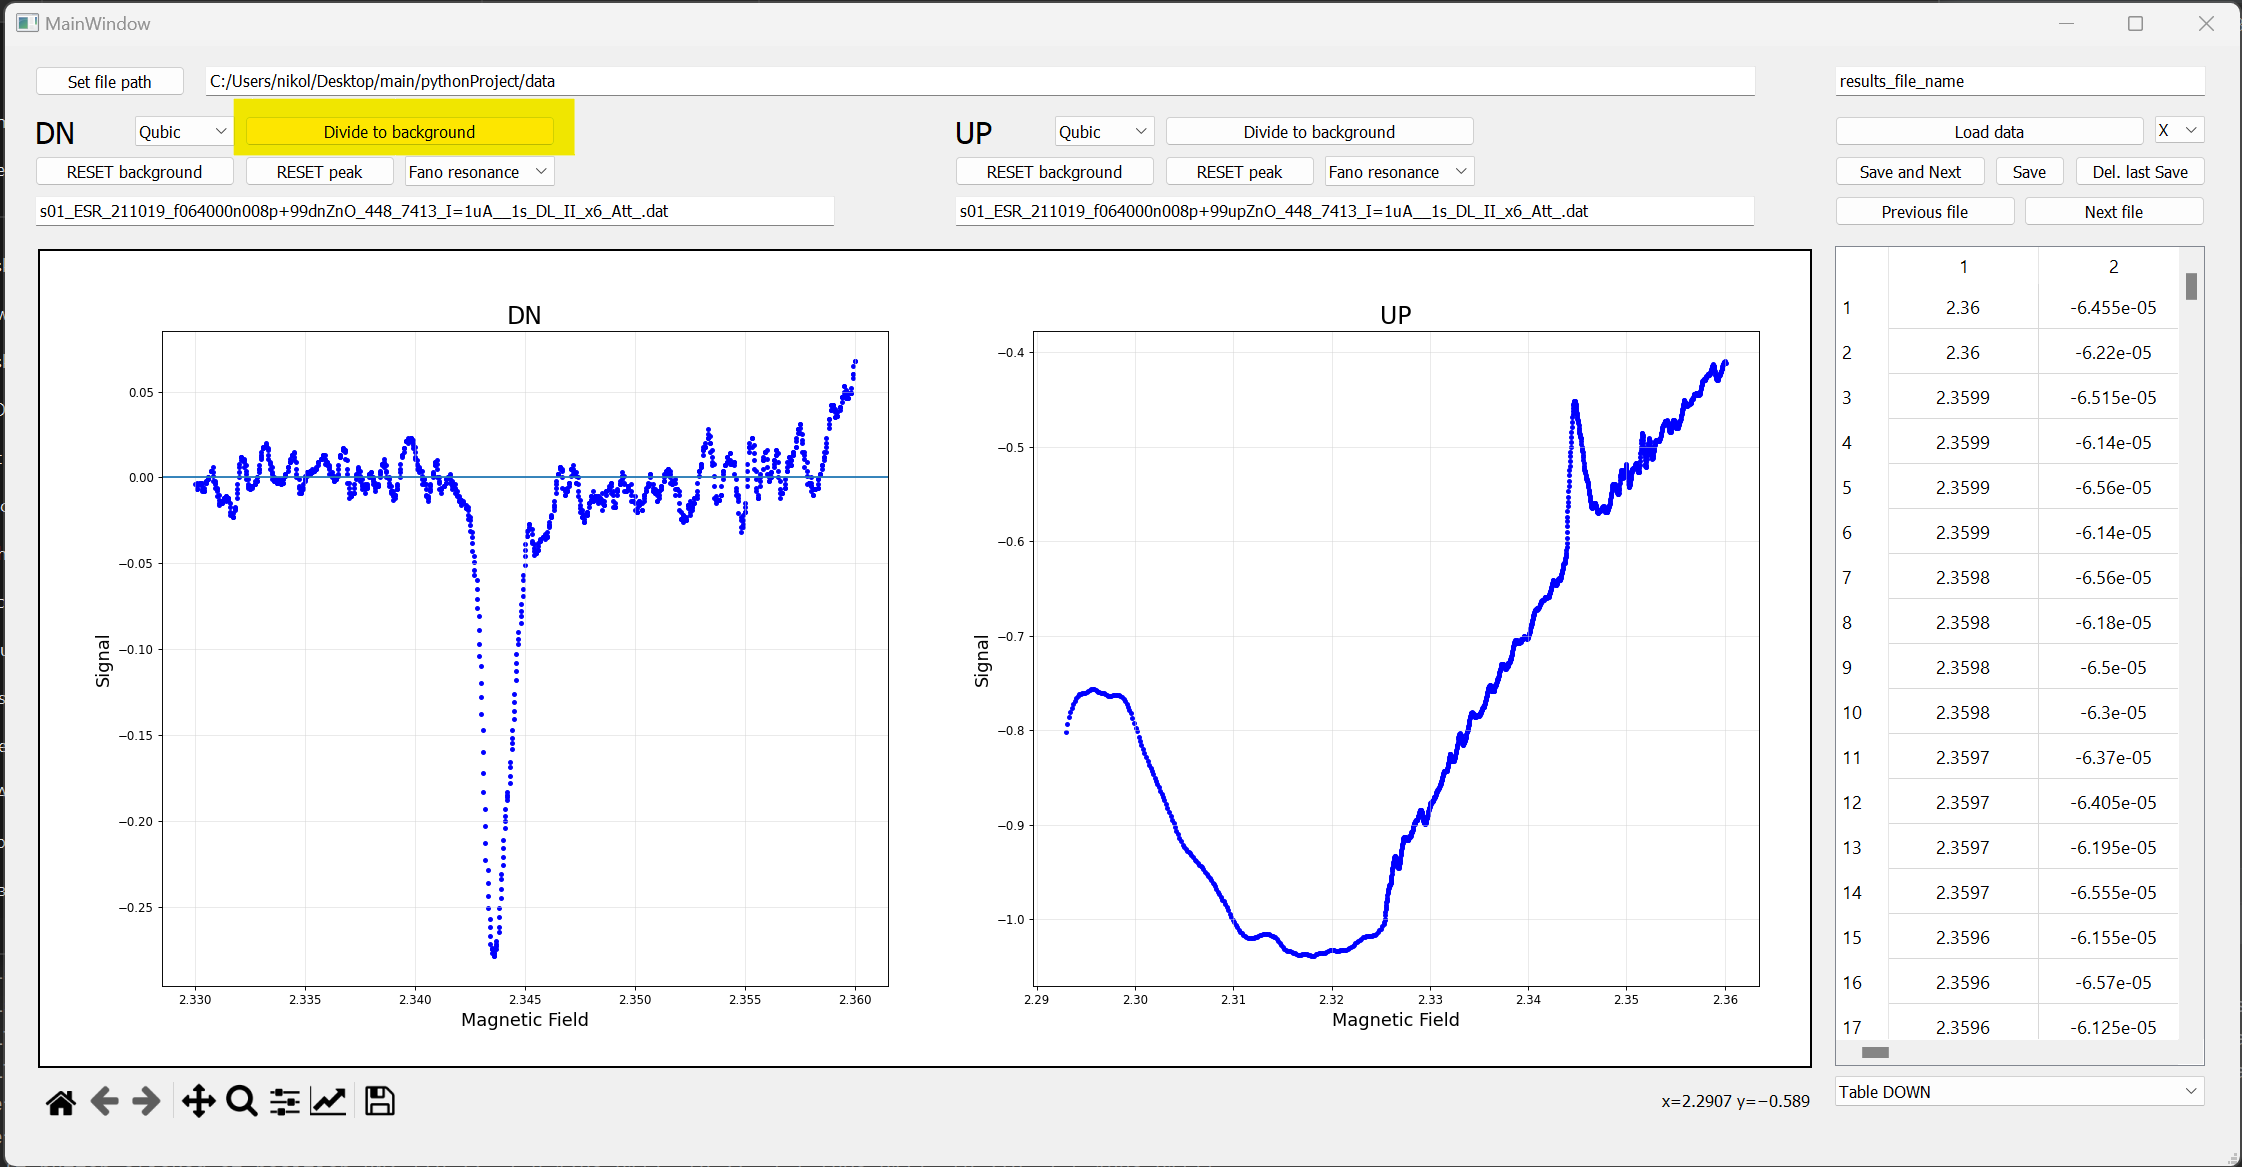 MainWindow
Set file path
C:/Users/nikol/Desktop/main/pythonProject/data
results_file_name
DN
Qubic
Divide to background
UP
Qubic
Divide to background
Load data
X
RESET background
RESET peak
Fano resonance
RESET background
RESET peak
Fano resonance
Save and Next
Save
Del. last Save
s01_ESR_211019_f064000n008p+99dnZnO_448_7413_I=1uA__1s_DL_II_x6_Att_.dat
s01_ESR_211019_f064000n008p+99upZnO_448_7413_I=1uA__1s_DL_II_x6_Att_.dat
Previous file
Next file
DN
0.05
0.00
−0.05
−0.10
−0.15
−0.20
−0.25
Signal
2.330 2.335 2.340 2.345 2.350 2.355 2.360
Magnetic Field
UP
−0.4
−0.5
−0.6
−0.7
−0.8
−0.9
−1.0
Signal
2.29 2.30 2.31 2.32 2.33 2.34 2.35 2.36
Magnetic Field
1 2
1 2.36 -6.455e-05
2 2.36 -6.22e-05
3 2.3599 -6.515e-05
4 2.3599 -6.14e-05
5 2.3599 -6.56e-05
6 2.3599 -6.14e-05
7 2.3598 -6.56e-05
8 2.3598 -6.18e-05
9 2.3598 -6.5e-05
10 2.3598 -6.3e-05
11 2.3597 -6.37e-05
12 2.3597 -6.405e-05
13 2.3597 -6.195e-05
14 2.3597 -6.555e-05
15 2.3596 -6.155e-05
16 2.3596 -6.57e-05
17 2.3596 -6.125e-05
x=2.2907 y=−0.589
Table DOWN